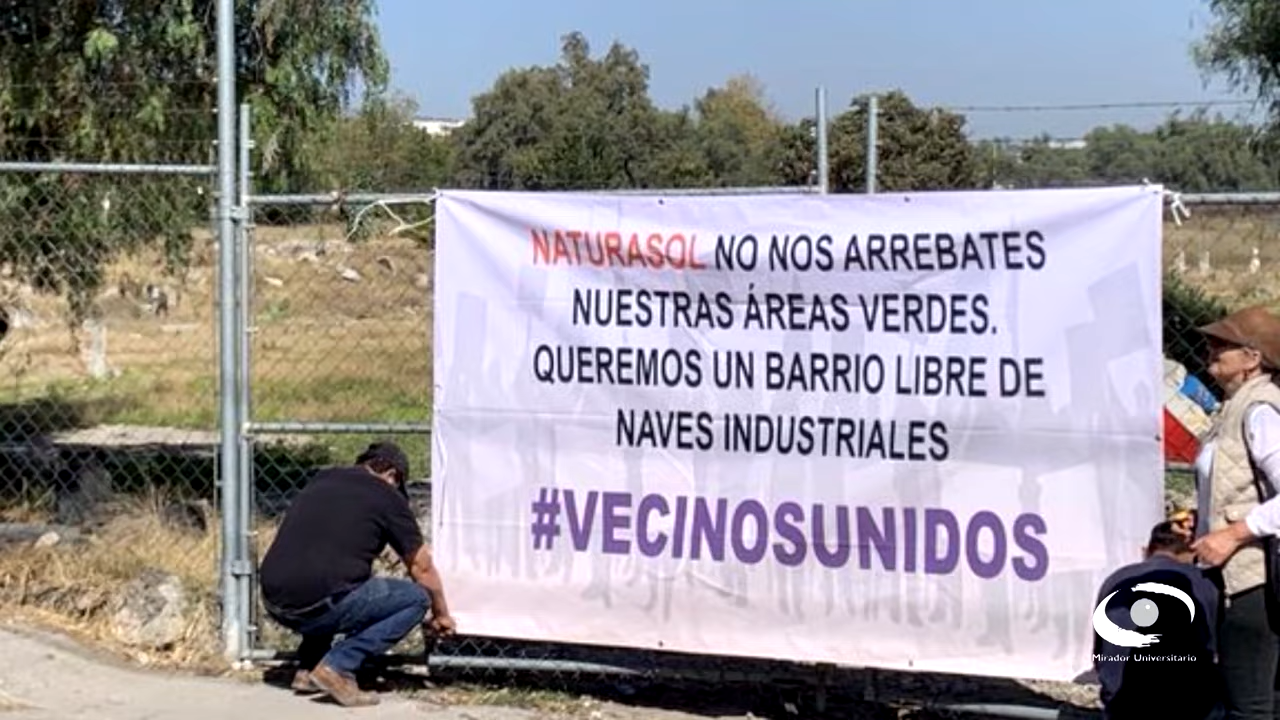 NATURASOL NO NOS ARREBATES
NUESTRAS ÁREAS VERDES.
QUEREMOS UN BARRIO LIBRE DE
NAVES INDUSTRIALES
#VECINOSUNIDOS
Mirador Universitario